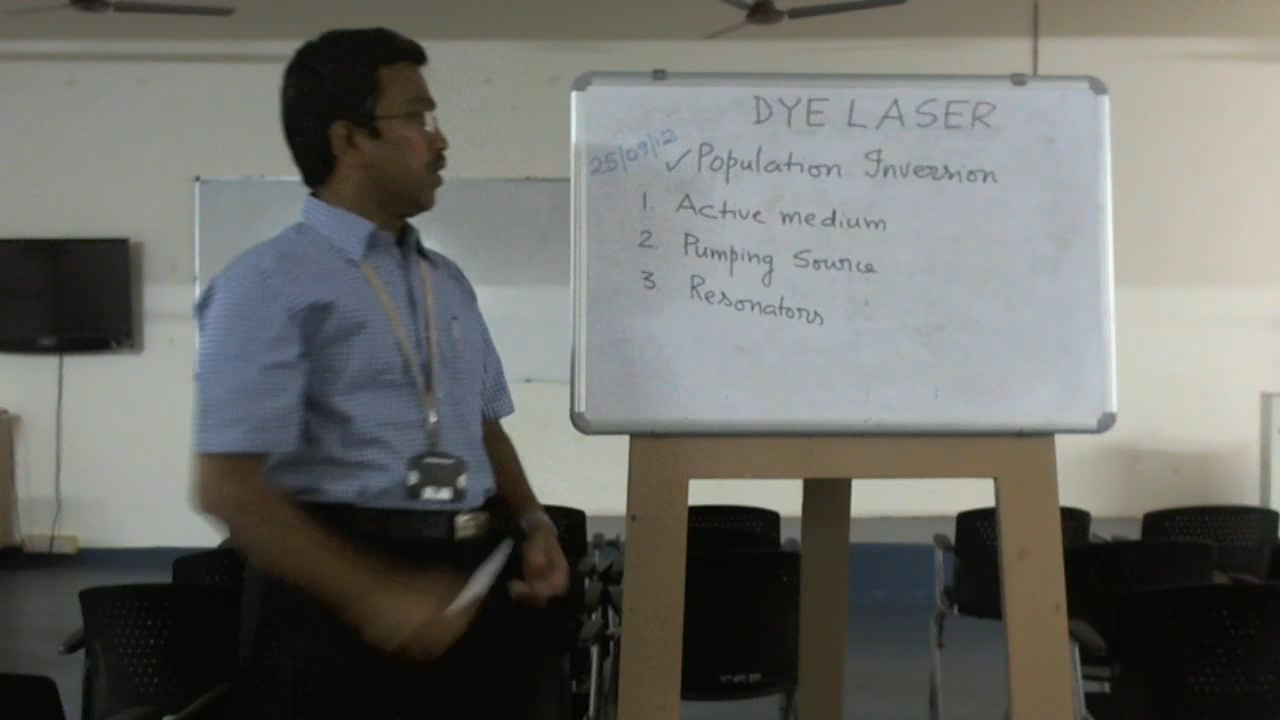 DYE LASER
25/09/12
✓Population Inversion
1. Active medium
2. Pumping Source
3. Resonators